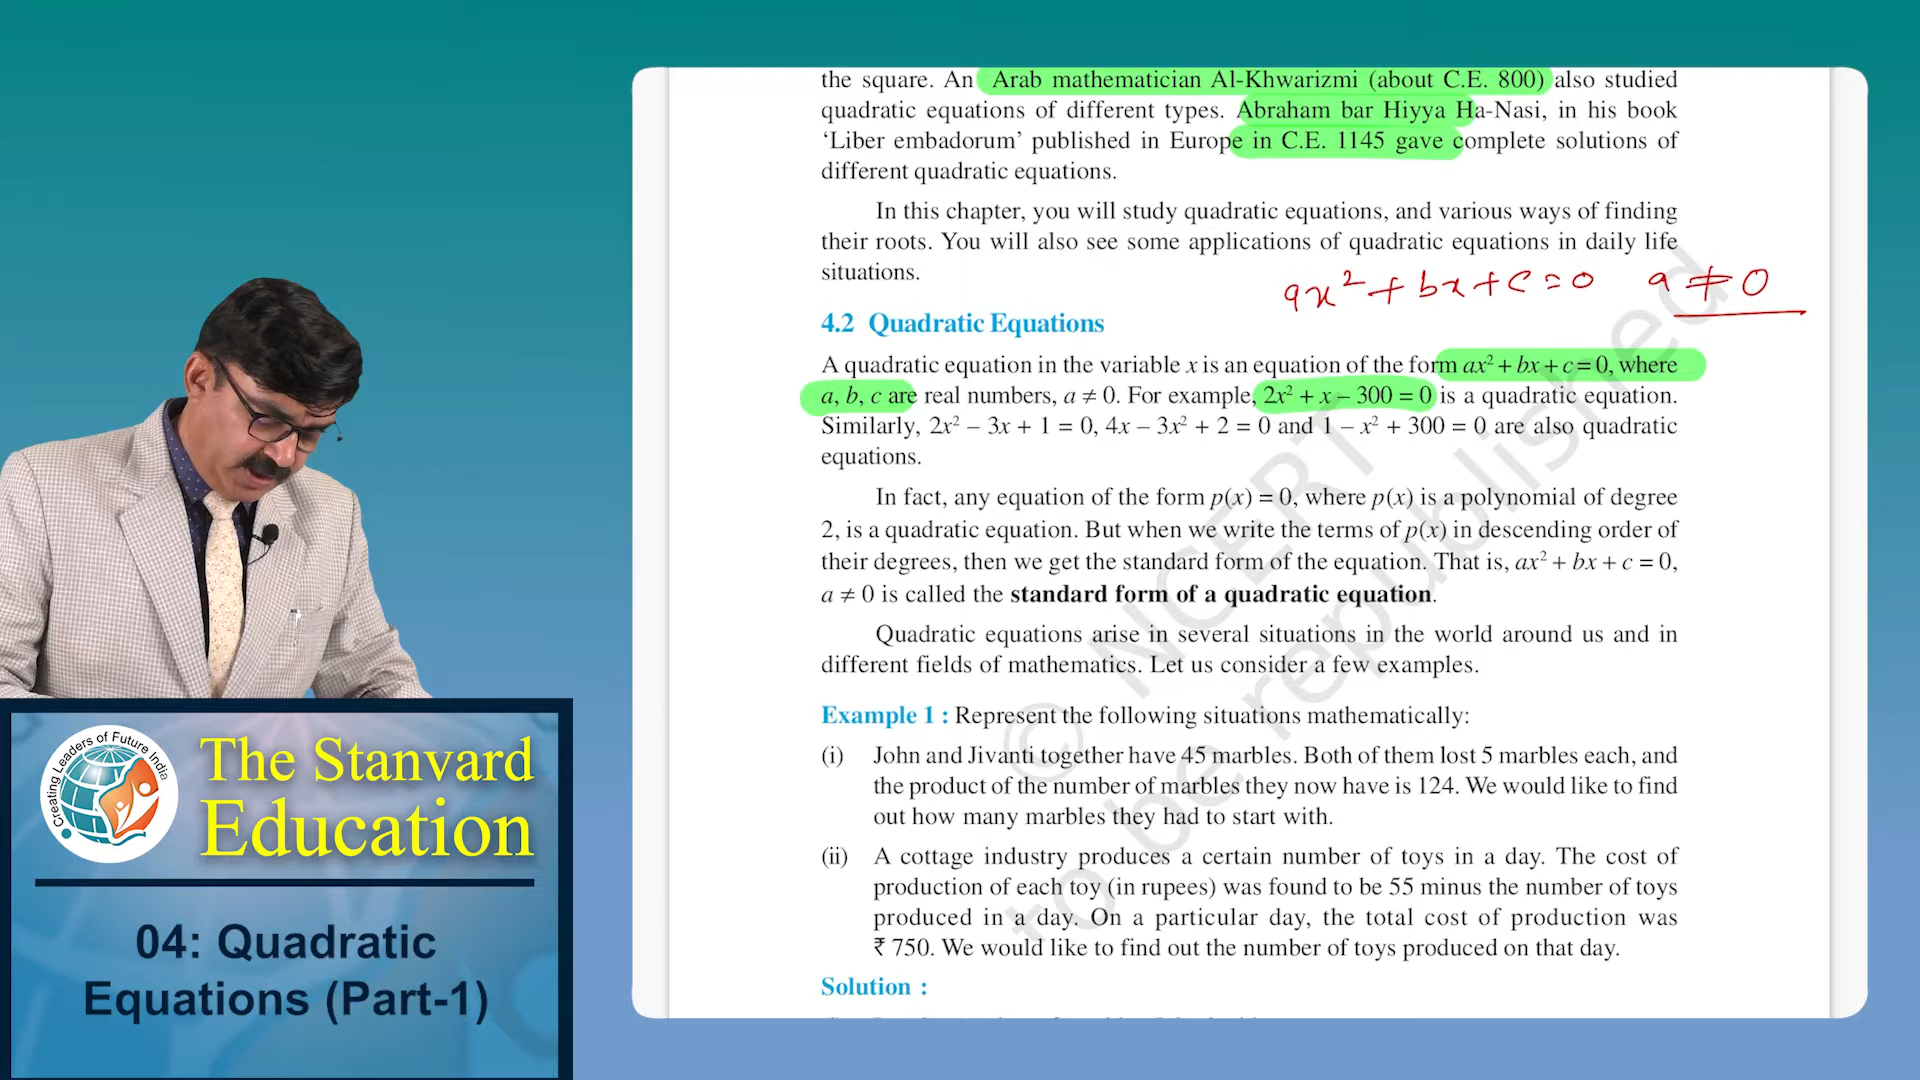 the square. An Arab mathematician Al-Khwarizmi (about C.E. 800) also studied
quadratic equations of different types. Abraham bar Hiyya Ha-Nasi, in his book
‘Liber embadorum’ published in Europe in C.E. 1145 gave complete solutions of
different quadratic equations.
In this chapter, you will study quadratic equations, and various ways of finding
their roots. You will also see some applications of quadratic equations in daily life
situations.
ax² + bx + c = 0 a ≠ 0
4.2 Quadratic Equations
A quadratic equation in the variable x is an equation of the form ax² + bx + c = 0, where
a, b, c are real numbers, a ≠ 0. For example, 2x² + x – 300 = 0 is a quadratic equation.
Similarly, 2x² – 3x + 1 = 0, 4x – 3x² + 2 = 0 and 1 – x² + 300 = 0 are also quadratic
equations.
In fact, any equation of the form p(x) = 0, where p(x) is a polynomial of degree
2, is a quadratic equation. But when we write the terms of p(x) in descending order of
their degrees, then we get the standard form of the equation. That is, ax² + bx + c = 0,
a ≠ 0 is called the standard form of a quadratic equation.
Quadratic equations arise in several situations in the world around us and in
different fields of mathematics. Let us consider a few examples.
Example 1 : Represent the following situations mathematically:
(i) John and Jivanti together have 45 marbles. Both of them lost 5 marbles each, and
the product of the number of marbles they now have is 124. We would like to find
out how many marbles they had to start with.
(ii) A cottage industry produces a certain number of toys in a day. The cost of
production of each toy (in rupees) was found to be 55 minus the number of toys
produced in a day. On a particular day, the total cost of production was
₹ 750. We would like to find out the number of toys produced on that day.
Solution :
© NCERT
to be republished
Creating Leaders of Future India
The Stanvard
Education
04: Quadratic
Equations (Part-1)